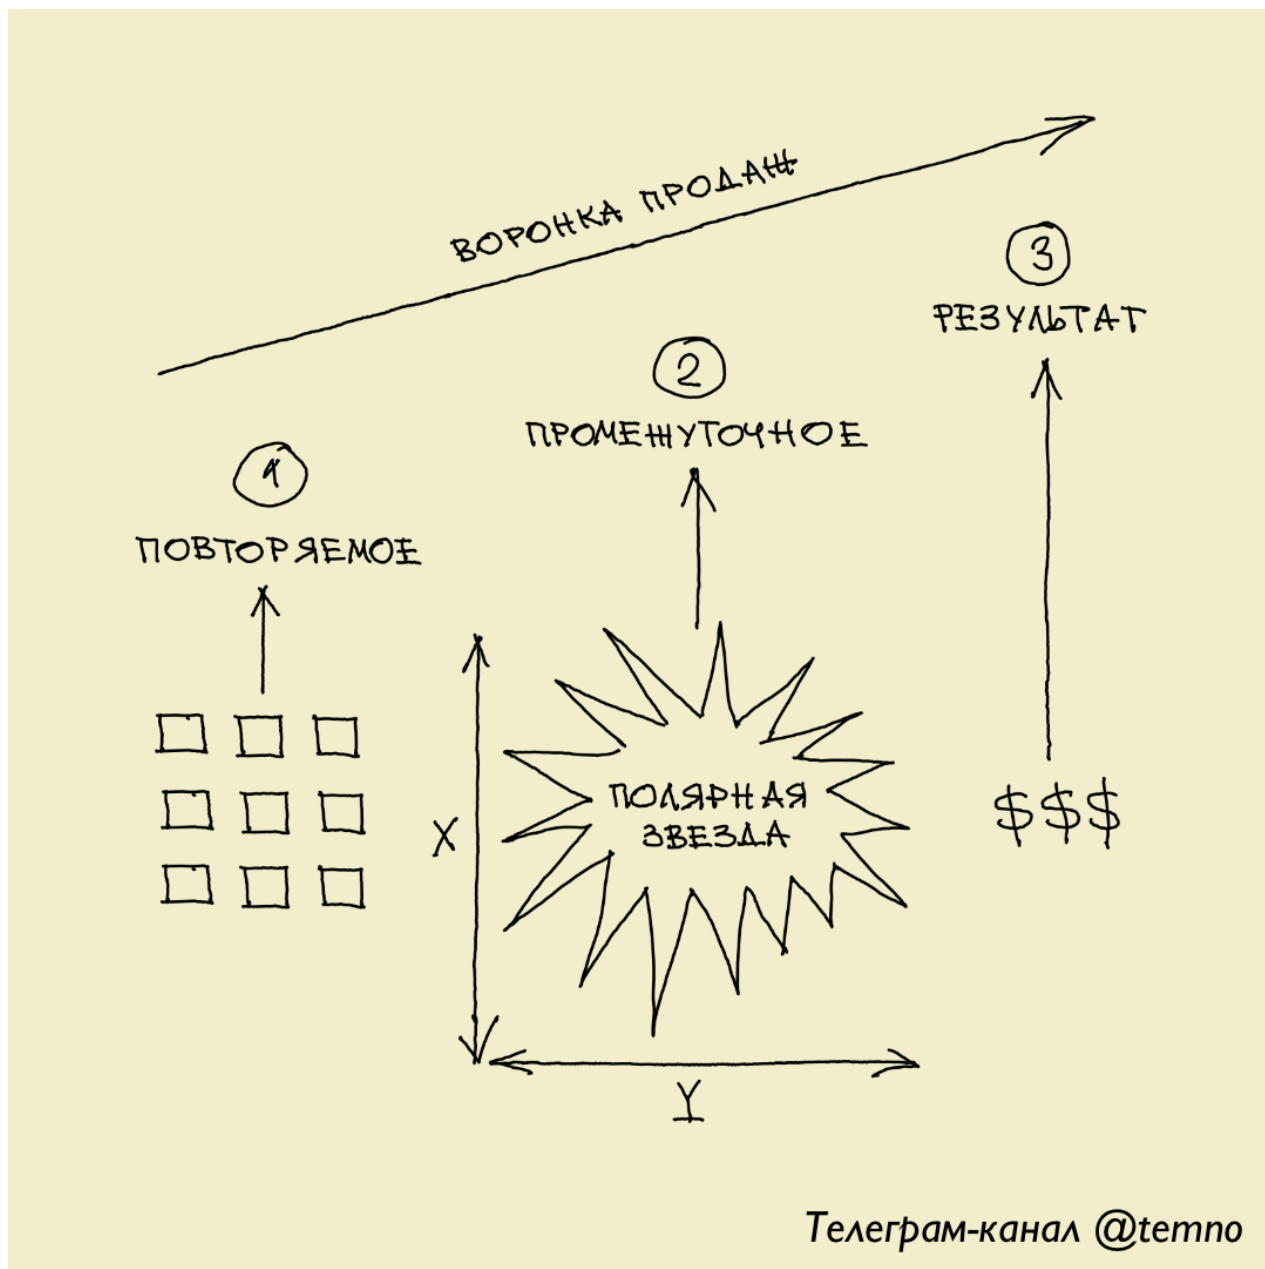 ВОРОНКА ПРОДАЖ
3
РЕЗУЛЬТАТ
2
ПРОМЕЖУТОЧНОЕ
1
ПОВТОРЯЕМОЕ
ПОЛЯРНАЯ
ЗВЕЗДА
X
$$$
Y
Телеграм-канал @temno